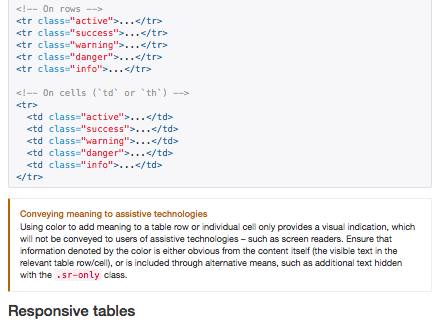 <!-- On rows -->
<tr class="active">...</tr>
<tr class="success">...</tr>
<tr class="warning">...</tr>
<tr class="danger">...</tr>
<tr class="info">...</tr>

<!-- On cells (`td` or `th`) -->
<tr>
  <td class="active">...</td>
  <td class="success">...</td>
  <td class="warning">...</td>
  <td class="danger">...</td>
  <td class="info">...</td>
</tr>

Conveying meaning to assistive technologies
Using color to add meaning to a table row or individual cell only provides a visual indication, which
will not be conveyed to users of assistive technologies – such as screen readers. Ensure that
information denoted by the color is either obvious from the content itself (the visible text in the
relevant table row/cell), or is included through alternative means, such as additional text hidden
with the .sr-only class.

Responsive tables